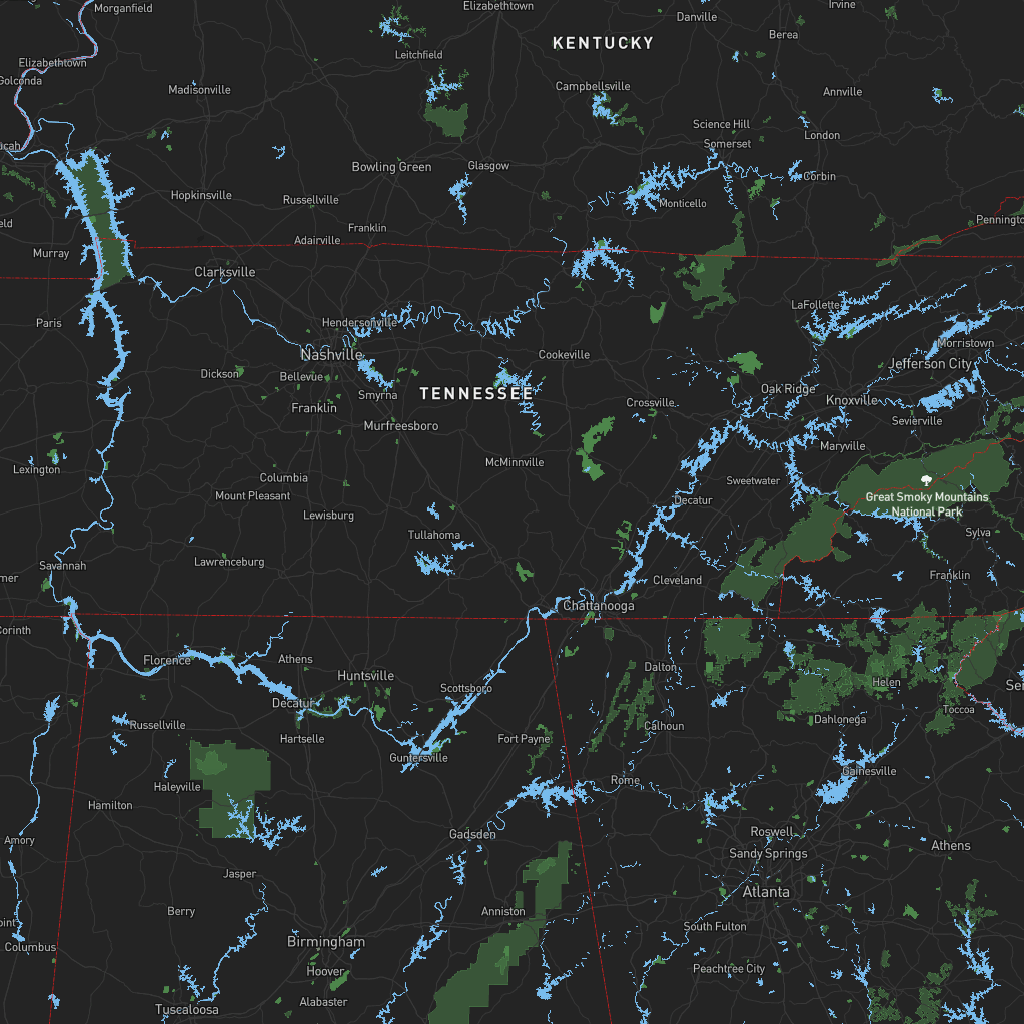 Morganfield
Elizabethtown
Danville
Irvine
Berea
KENTUCKY
Leitchfield
Elizabethtown
Golconda
Madisonville
Campbellsville
Annville
Science Hill
London
Somerset
ucah
Bowling Green
Glasgow
Corbin
Hopkinsville
Russellville
Monticello
Penningto
eld
Franklin
Adairville
Murray
Clarksville
LaFollette
Paris
Hendersonville
Nashville
Cookeville
Morristown
Jefferson City
Dickson
Bellevue
Smyrna
TENNESSEE
Oak Ridge
Knoxville
Franklin
Crossville
Murfreesboro
Sevierville
Maryville
McMinnville
Lexington
Columbia
Sweetwater
Mount Pleasant
Decatur
Great Smoky Mountains
National Park
Lewisburg
Tullahoma
Sylva
Lawrenceburg
Savannah
mer
Cleveland
Franklin
Chattanooga
Corinth
Florence
Athens
Dalton
Huntsville
Helen
Scottsboro
Decatur
Toccoa
Russellville
Calhoun
Dahlonega
Hartselle
Fort Payne
Guntersville
Gainesville
Rome
Haleyville
Hamilton
Amory
Gadsden
Roswell
Athens
Sandy Springs
Jasper
Atlanta
Berry
Anniston
South Fulton
Columbus
Birmingham
Hoover
Peachtree City
Alabaster
Tuscaloosa